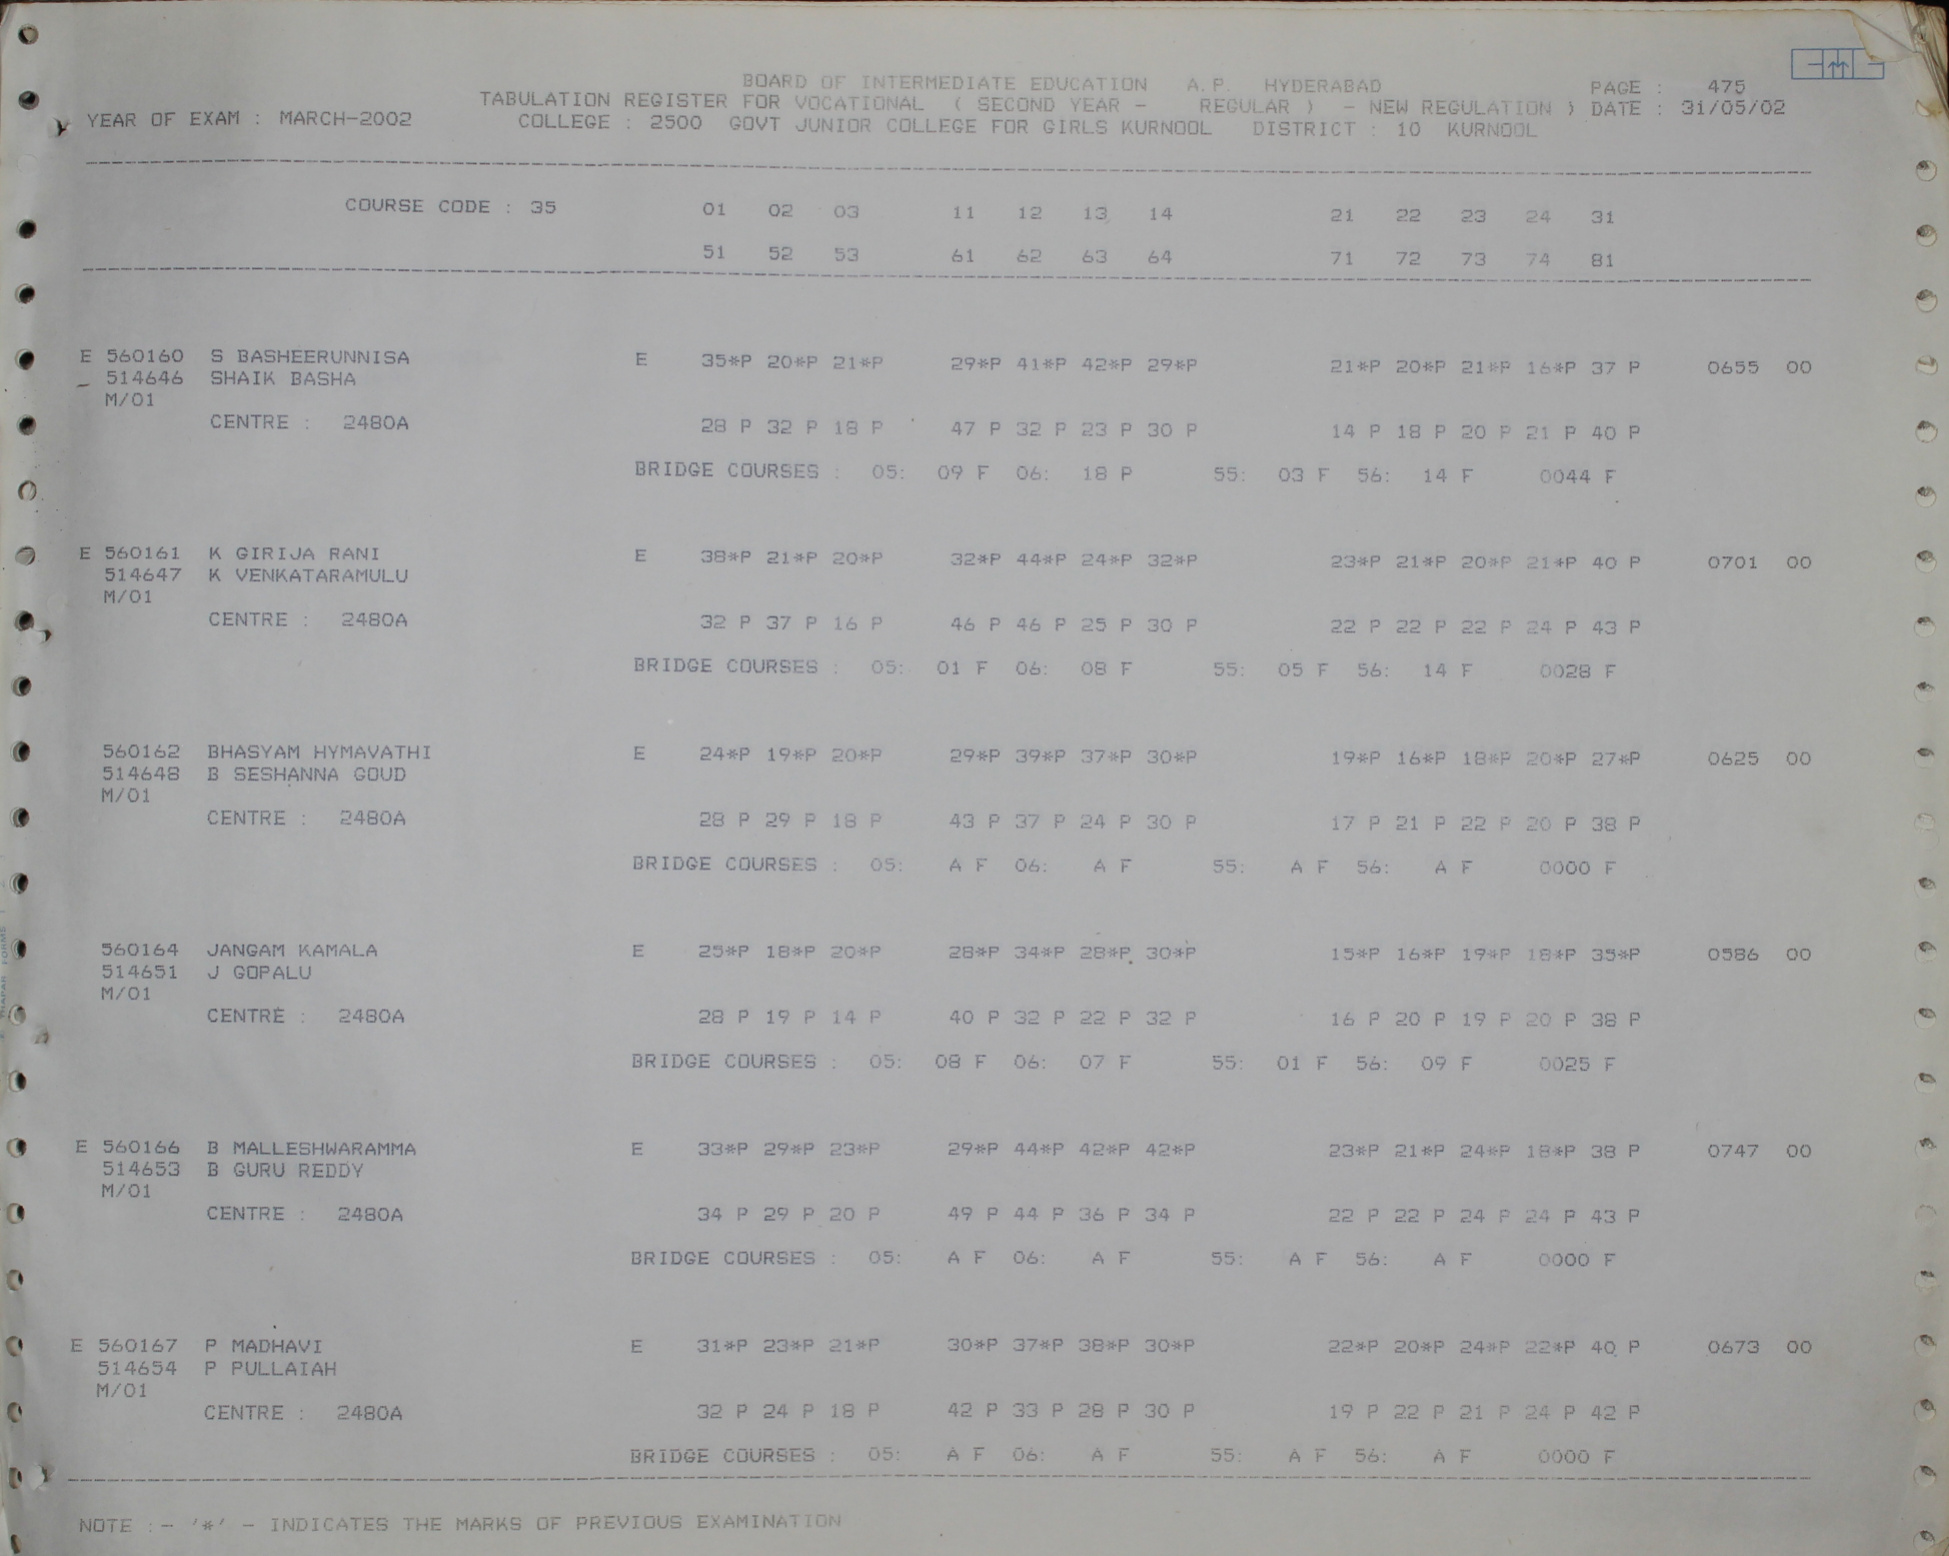 BOARD OF INTERMEDIATE EDUCATION A.P. HYDERABAD PAGE : 475
TABULATION REGISTER FOR VOCATIONAL ( SECOND YEAR - REGULAR ) - NEW REGULATION ) DATE : 31/05/02
YEAR OF EXAM : MARCH-2002 COLLEGE : 2500 GOVT JUNIOR COLLEGE FOR GIRLS KURNOOL DISTRICT : 10 KURNOOL
COURSE CODE : 35 01 02 03 11 12 13 14 21 22 23 24 31
51 52 53 61 62 63 64 71 72 73 74 81
E 560160 S BASHEERUNNISA E 35*P 20*P 21*P 29*P 41*P 42*P 29*P 21*P 20*P 21*P 16*P 37 P 0655 00
514646 SHAIK BASHA
M/01
CENTRE : 2480A 28 P 32 P 18 P 47 P 32 P 23 P 30 P 14 P 18 P 20 P 21 P 40 P
BRIDGE COURSES : 05: 09 F 06: 18 P 55: 03 F 56: 14 F 0044 F
E 560161 K GIRIJA RANI E 38*P 21*P 20*P 32*P 44*P 24*P 32*P 23*P 21*P 20*P 21*P 40 P 0701 00
514647 K VENKATARAMULU
M/01
CENTRE : 2480A 32 P 37 P 16 P 46 P 46 P 25 P 30 P 22 P 22 P 22 P 24 P 43 P
BRIDGE COURSES : 05: 01 F 06: 08 F 55: 05 F 56: 14 F 0028 F
560162 BHASYAM HYMAVATHI E 24*P 19*P 20*P 29*P 39*P 37*P 30*P 19*P 16*P 18*P 20*P 27*P 0625 00
514648 B SESHANNA GOUD
M/01
CENTRE : 2480A 28 P 29 P 18 P 43 P 37 P 24 P 30 P 17 P 21 P 22 P 20 P 38 P
BRIDGE COURSES : 05: A F 06: A F 55: A F 56: A F 0000 F
560164 JANGAM KAMALA E 25*P 18*P 20*P 28*P 34*P 28*P 30*P 15*P 16*P 19*P 18*P 35*P 0586 00
514651 J GOPALU
M/01
CENTRE : 2480A 28 P 19 P 14 P 40 P 32 P 22 P 32 P 16 P 20 P 19 P 20 P 38 P
BRIDGE COURSES : 05: 08 F 06: 07 F 55: 01 F 56: 09 F 0025 F
E 560166 B MALLESHWARAMMA E 33*P 29*P 23*P 29*P 44*P 42*P 42*P 23*P 21*P 24*P 18*P 38 P 0747 00
514653 B GURU REDDY
M/01
CENTRE : 2480A 34 P 29 P 20 P 49 P 44 P 36 P 34 P 22 P 22 P 24 P 24 P 43 P
BRIDGE COURSES : 05: A F 06: A F 55: A F 56: A F 0000 F
E 560167 P MADHAVI E 31*P 23*P 21*P 30*P 37*P 38*P 30*P 22*P 20*P 24*P 22*P 40 P 0673 00
514654 P PULLAIAH
M/01
CENTRE : 2480A 32 P 24 P 18 P 42 P 33 P 28 P 30 P 19 P 22 P 21 P 24 P 42 P
BRIDGE COURSES : 05: A F 06: A F 55: A F 56: A F 0000 F
NOTE :- '*' - INDICATES THE MARKS OF PREVIOUS EXAMINATION